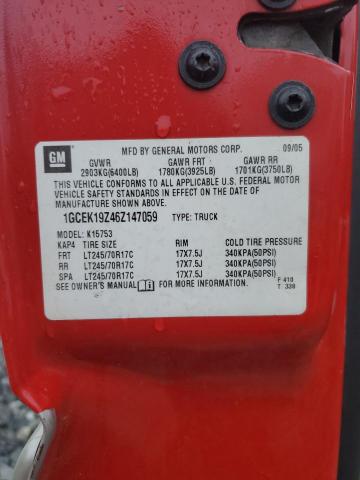 MFD BY GENERAL MOTORS CORP. 09/05
GM
GVWR GAWR FRT GAWR RR
2903KG(6400LB) 1780KG(3925LB) 1701KG(3750LB)
THIS VEHICLE CONFORMS TO ALL APPLICABLE U.S. FEDERAL MOTOR
VEHICLE SAFETY STANDARDS IN EFFECT ON THE DATE OF
MANUFACTURE SHOWN ABOVE.
1GCEK19Z46Z147059 TYPE: TRUCK
MODEL: K15753
KAP4 TIRE SIZE RIM COLD TIRE PRESSURE
FRT LT245/70R17C 17X7.5J 340KPA(50PSI)
RR LT245/70R17C 17X7.5J 340KPA(50PSI)
SPA LT245/70R17C 17X7.5J 340KPA(50PSI)
SEE OWNER'S MANUAL FOR MORE INFORMATION.
F 410
T 338